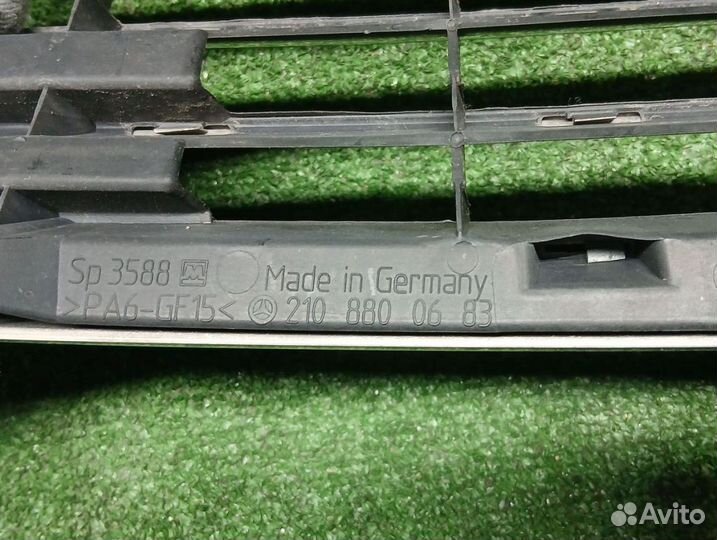 Sp 3588 M Made in Germany
>PA6-GF15< 210 880 06 83
Avito